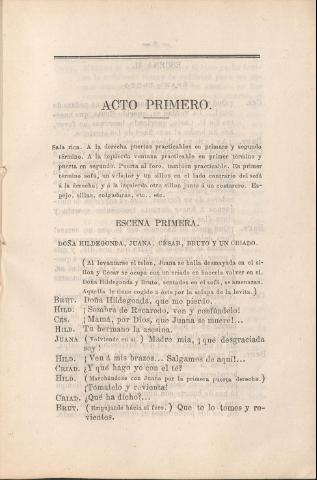 ACTO PRIMERO.
Sala rica. A la derecha puertas practicables en primero y segundo
término. A la izquierda ventana practicable en primer término y
puerta en segundo. Puerta al foro, tambien practicable. En primer
término sofá, un velador y un sillon en el lado contrario del sofá
á la derecha; y á la izquierda otro sillon junto á un costurero. Es-
pejo, sillas, colgaduras, etc., etc.
ESCENA PRIMERA.
DOÑA HILDEGONDA, JUANA, CÉSAR, BRUTO Y UN CRIADO.
(Al levantarse el telon, Juana se halla desmayada en el si-
llon y César se ocupa con un criado en hacerla volver en sí.
Doña Hildegonda y Bruto, sentados en el sofá, se amenazan.
Aquella le tiene cogido á éste por la solapa de la levita.)
BRUT. Doña Hildegonda, que me pierdo.
HILD. ¡Sombra de Recaredo, ven y confúndelo!
CES. ¡Mamá, por Dios, que Juana se muere!...
HILD. Tu hermano la asesina.
JUANA (Volviendo en sí.) Madre mia, ¡que desgraciada
soy!
HILD. ¡Ven á mis brazos... Salgamos de aquí!...
CRIAD. ¿Y qué hago yo con el té?
HILD. (Marchándose con Juana por la primera puerta derecha.)
¡Tómatelo y revienta!
CRIAD. ¿Qué ha dicho?...
BRUT. (Empujando hácia el foro.) Que te lo tomes y re-
vientes.